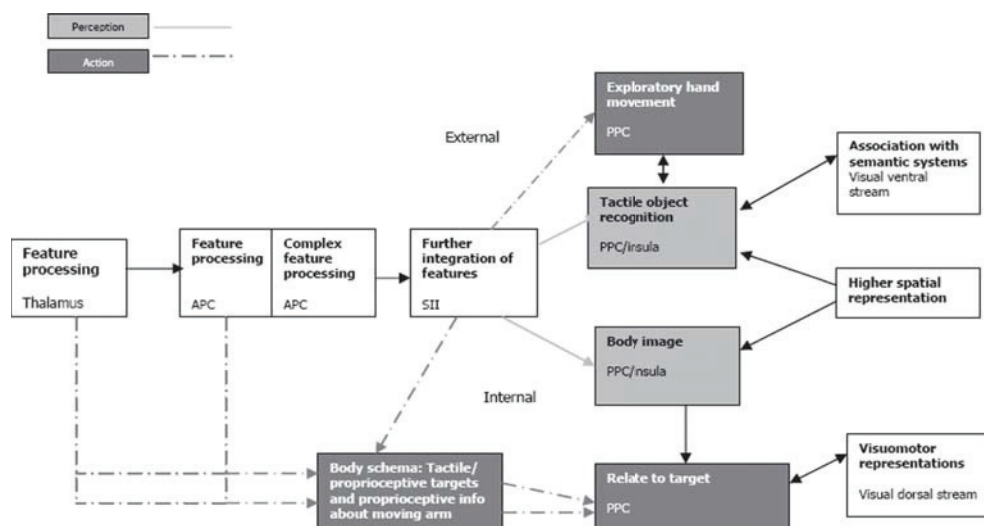 Perception
Action
Exploratory hand
movement
PPC
External
Association with
semantic systems
Visual ventral
stream
Tactile object
recognition
PPC/insula
Feature
processing
Thalamus
Feature
processing
APC
Complex
feature
processing
APC
Further
integration of
features
SII
Higher spatial
representation
Body image
PPC/nsula
Internal
Body schema: Tactile/
proprioceptive targets
and proprioceptive info
about moving arm
Relate to target
PPC
Visuomotor
representations
Visual dorsal stream